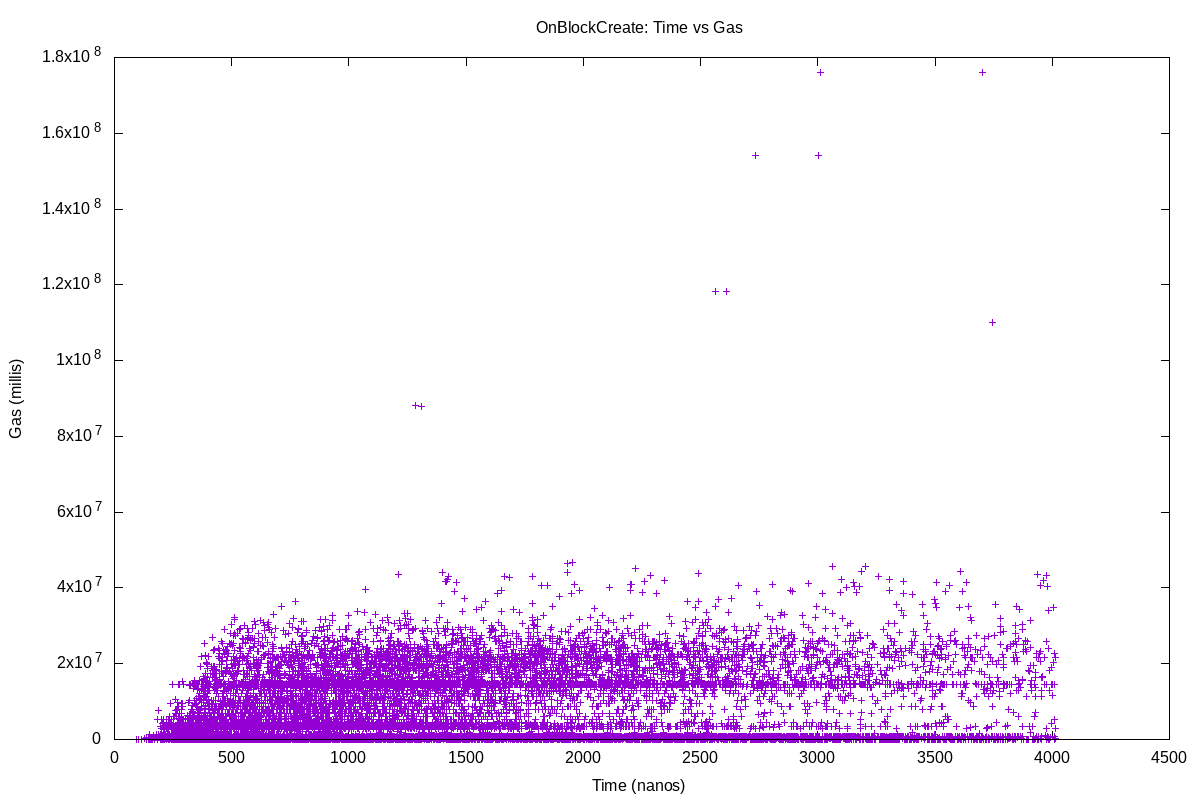 OnBlockCreate: Time vs Gas
1.8x10^8
1.6x10^8
1.4x10^8
1.2x10^8
1x10^8
8x10^7
6x10^7
4x10^7
2x10^7
0
Gas (millis)
0 500 1000 1500 2000 2500 3000 3500 4000 4500
Time (nanos)